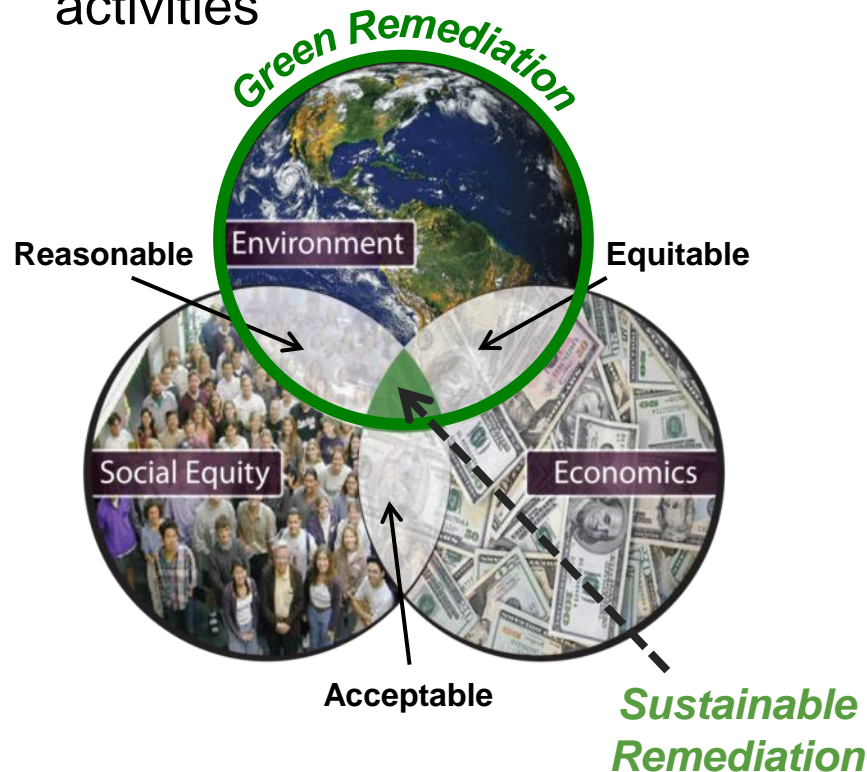 activities
Green Remediation
Environment
Reasonable
Equitable
Social Equity
Economics
Acceptable
Sustainable
Remediation